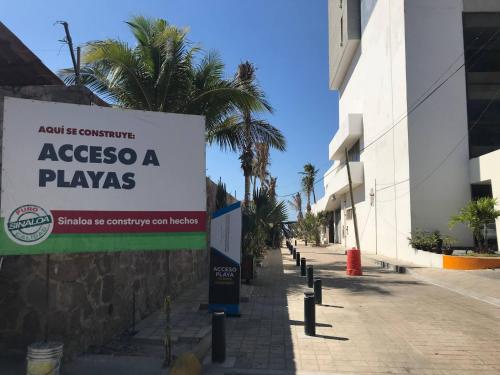 AQUÍ SE CONSTRUYE:
ACCESO A
PLAYAS
PURO
SINALOA
Sinaloa se construye con hechos
ACCESO
PLAYA